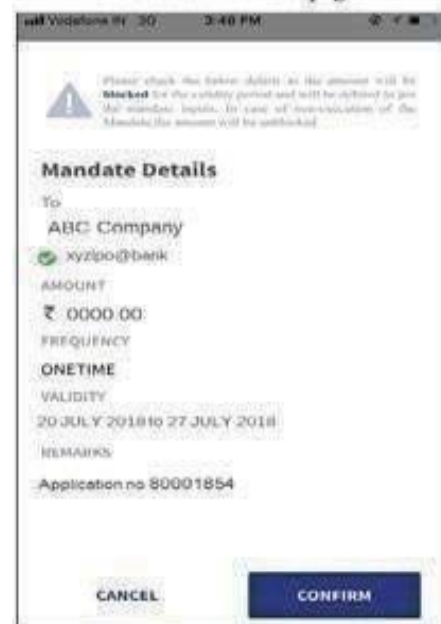 Vodafone IN 3G 3:40 PM
Please check the below details as the amount will be
blocked for the validity period and will be debited as per
the mandate inputs. In case of non-execution of the
Mandate the amount will be unblocked
Mandate Details
To
ABC Company
xyzipo@bank
AMOUNT
₹ 0000.00
FREQUENCY
ONETIME
VALIDITY
20 JULY 2018 to 27 JULY 2018
REMARKS
Application no 80001854
CANCEL CONFIRM